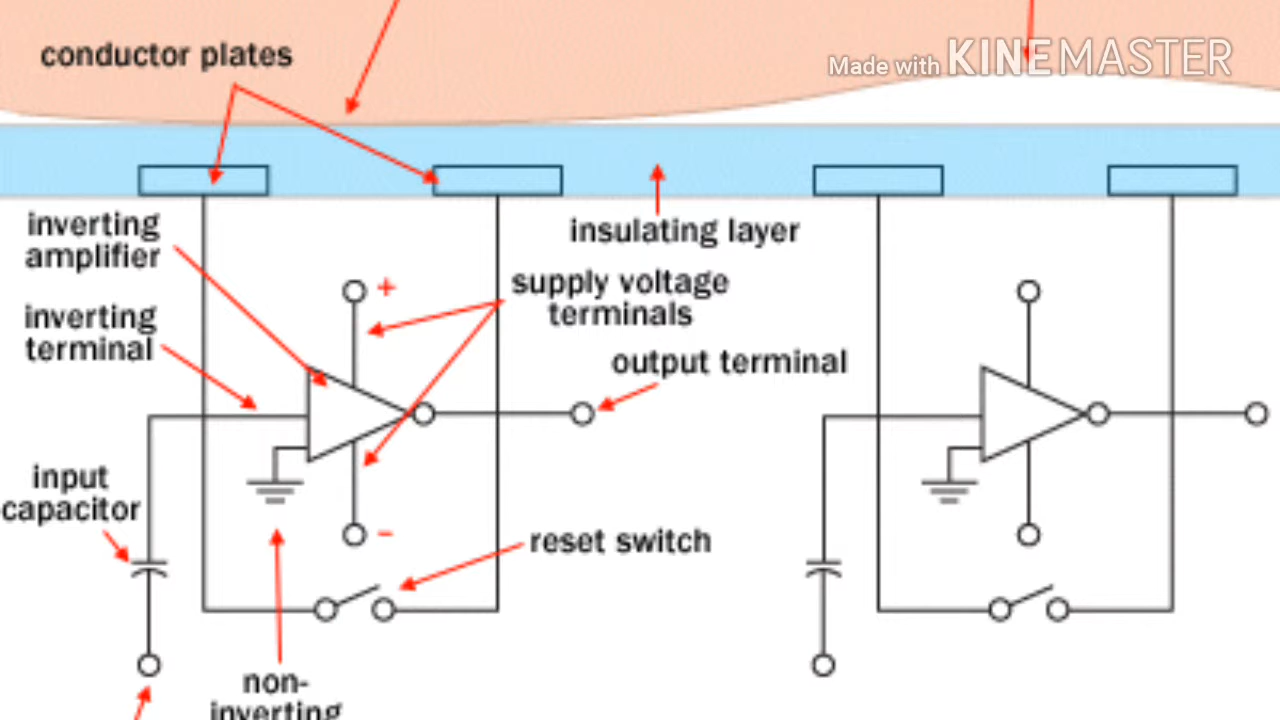 conductor plates
Made with KINEMASTER
inverting
amplifier
insulating layer
supply voltage
terminals
+
inverting
terminal
output terminal
input
capacitor
-
reset switch
non-
inverting